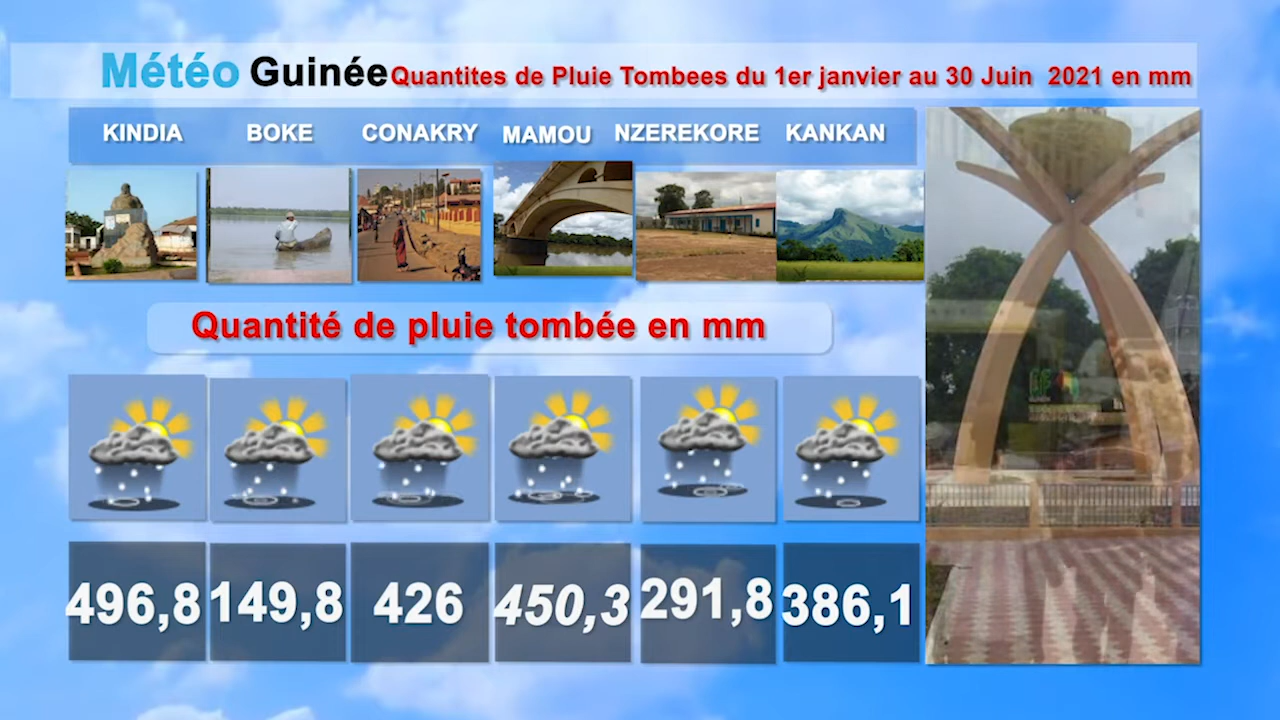 Météo Guinée Quantites de Pluie Tombees du 1er janvier au 30 Juin 2021 en mm
KINDIA BOKE CONAKRY MAMOU NZEREKORE KANKAN
Quantité de pluie tombée en mm
496,8 149,8 426 450,3 291,8 386,1